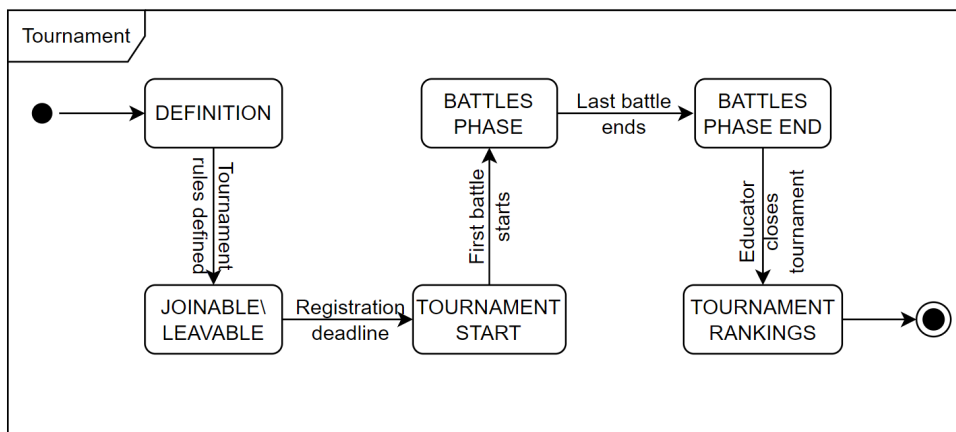 Tournament
DEFINITION
Tournament
rules defined
JOINABLE\
LEAVABLE
Registration
deadline
TOURNAMENT
START
First battle
starts
BATTLES
PHASE
Last battle
ends
BATTLES
PHASE END
Educator
closes
tournament
TOURNAMENT
RANKINGS